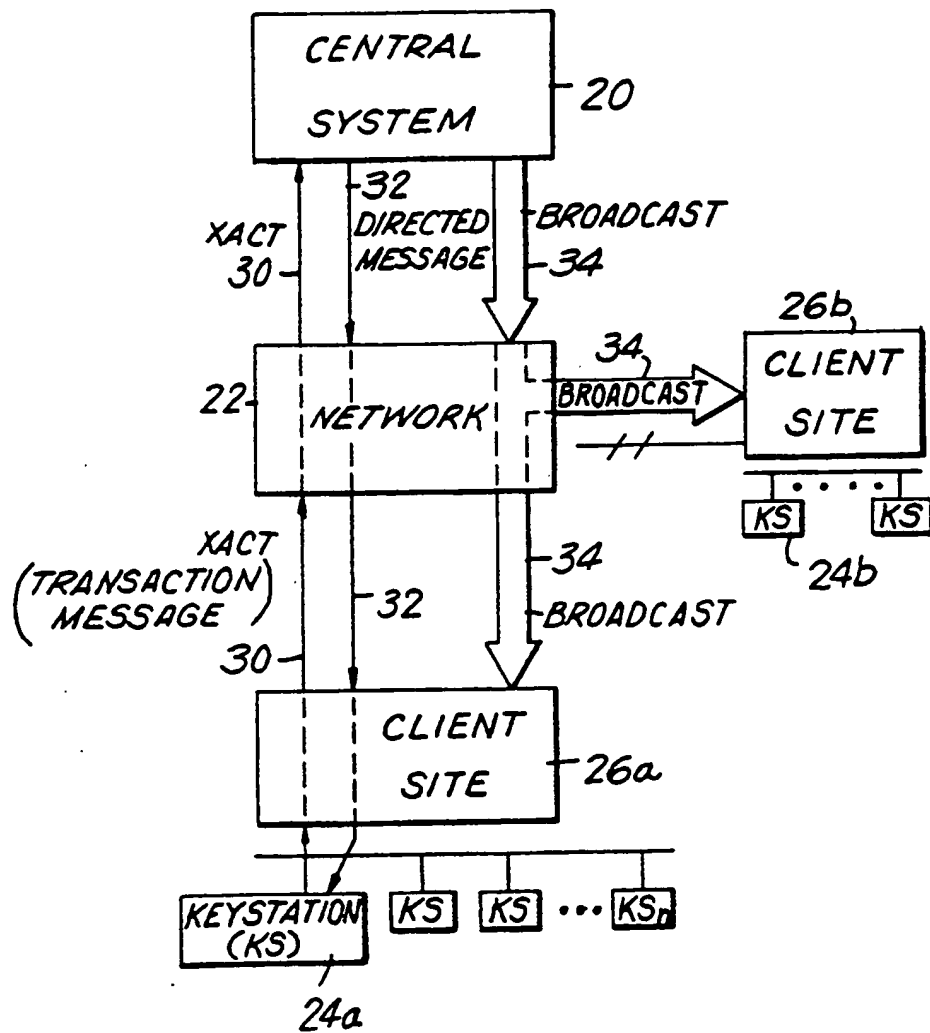 CENTRAL
SYSTEM
20
32
DIRECTED
MESSAGE
BROADCAST
34
XACT
30
26b
CLIENT
SITE
34
BROADCAST
22
NETWORK
KS
KS
24b
XACT
(TRANSACTION
MESSAGE)
30
32
34
BROADCAST
CLIENT
SITE
26a
KEYSTATION
(KS)
KS
KS
KSn
24a